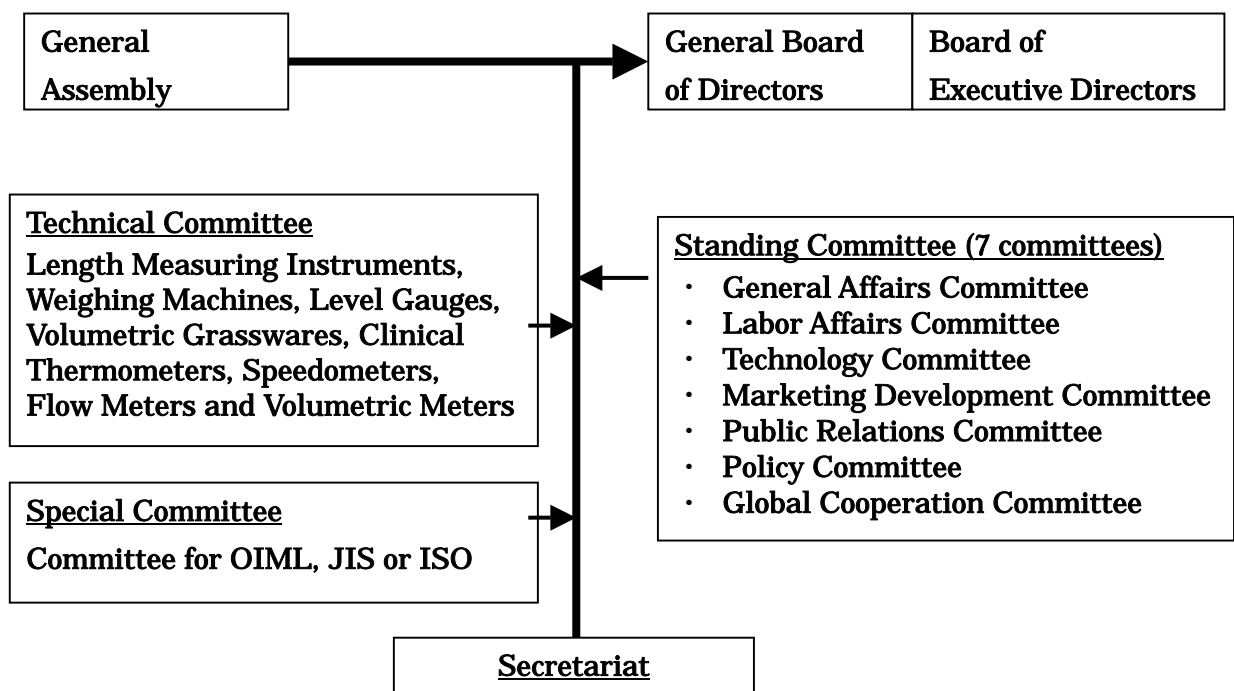 General
Assembly
General Board
of Directors
Board of
Executive Directors
Technical Committee
Length Measuring Instruments,
Weighing Machines, Level Gauges,
Volumetric Grasswares, Clinical
Thermometers, Speedometers,
Flow Meters and Volumetric Meters
Standing Committee (7 committees)
・ General Affairs Committee
・ Labor Affairs Committee
・ Technology Committee
・ Marketing Development Committee
・ Public Relations Committee
・ Policy Committee
・ Global Cooperation Committee
Special Committee
Committee for OIML, JIS or ISO
Secretariat